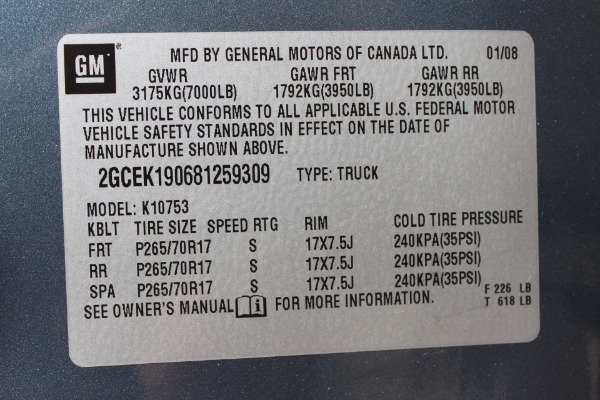 GM® MFD BY GENERAL MOTORS OF CANADA LTD. 01/08
GVWR GAWR FRT GAWR RR
3175KG(7000LB) 1792KG(3950LB) 1792KG(3950LB)
THIS VEHICLE CONFORMS TO ALL APPLICABLE U.S. FEDERAL MOTOR
VEHICLE SAFETY STANDARDS IN EFFECT ON THE DATE OF
MANUFACTURE SHOWN ABOVE.
2GCEK190681259309 TYPE: TRUCK
MODEL: K10753
KBLT TIRE SIZE SPEED RTG RIM COLD TIRE PRESSURE
FRT P265/70R17 S 17X7.5J 240KPA(35PSI)
RR P265/70R17 S 17X7.5J 240KPA(35PSI)
SPA P265/70R17 S 17X7.5J 240KPA(35PSI)
F 226 LB
SEE OWNER'S MANUAL i FOR MORE INFORMATION. T 618 LB